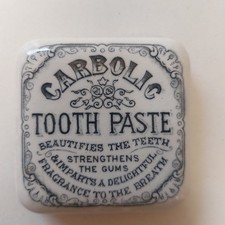 CARBOLIC
TOOTH PASTE
BEAUTIFIES THE TEETH
STRENGTHENS
THE GUMS
& IMPARTS A DELIGHTFUL
FRAGRANCE TO THE BREATH